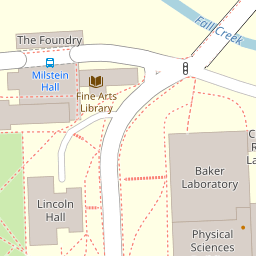 Fall Creek
The Foundry
Milstein
Hall
Fine Arts
Library
Baker
Laboratory
Lincoln
Hall
Physical
Sciences